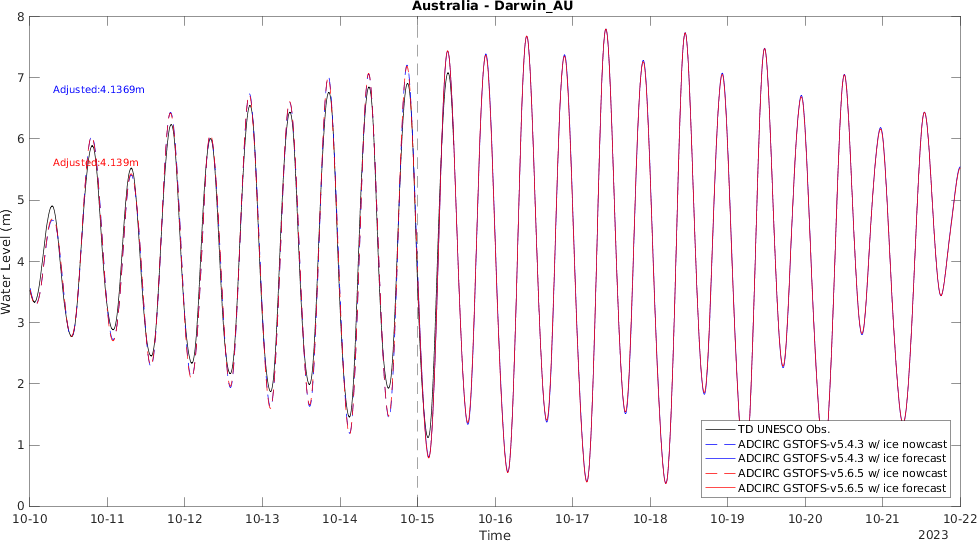 Australia - Darwin_AU
8
7
6
5
4
3
2
1
0
Water Level (m)
Adjusted:4.1369m
Adjusted:4.139m
TD UNESCO Obs.
ADCIRC GSTOFS-v5.4.3 w/ ice nowcast
ADCIRC GSTOFS-v5.4.3 w/ ice forecast
ADCIRC GSTOFS-v5.6.5 w/ ice nowcast
ADCIRC GSTOFS-v5.6.5 w/ ice forecast
10-10 10-11 10-12 10-13 10-14 10-15 10-16 10-17 10-18 10-19 10-20 10-21 10-22
Time
2023